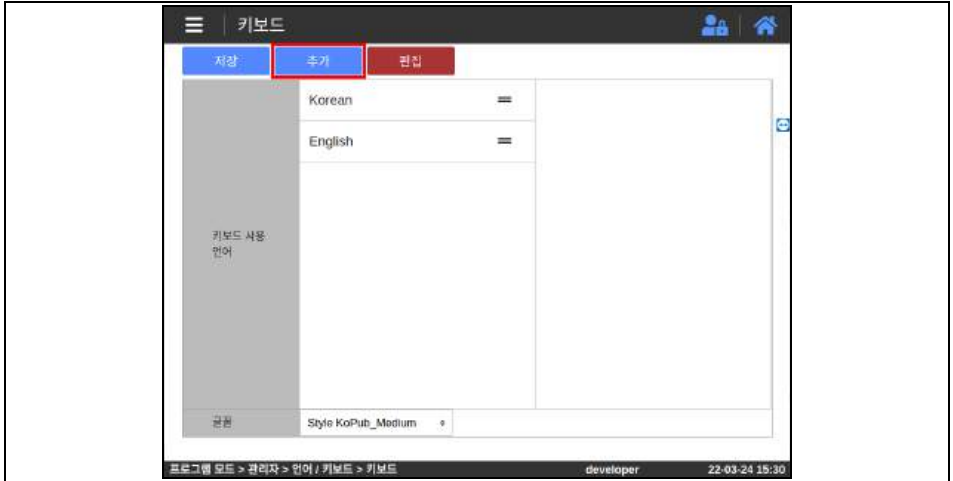 키보드
저장 추가 편집
Korean
English
키보드 사용
언어
글꼴 Style KoPub_Medium
프로그램 모드 > 관리자 > 언어 / 키보드 > 키보드 developer 22-03-24 15:30